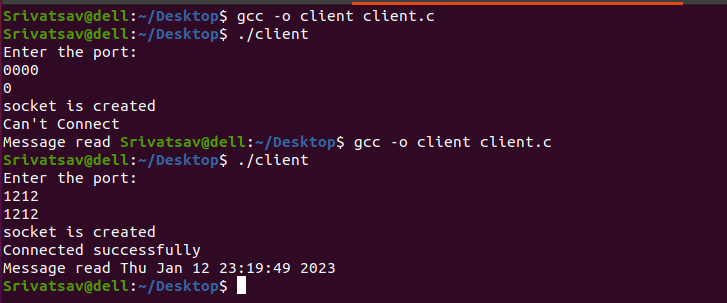 Srivatsav@dell:~/Desktop$ gcc -o client client.c
Srivatsav@dell:~/Desktop$ ./client
Enter the port:
0000
0
socket is created
Can't Connect
Message read Srivatsav@dell:~/Desktop$ gcc -o client client.c
Srivatsav@dell:~/Desktop$ ./client
Enter the port:
1212
1212
socket is created
Connected successfully
Message read Thu Jan 12 23:19:49 2023
Srivatsav@dell:~/Desktop$